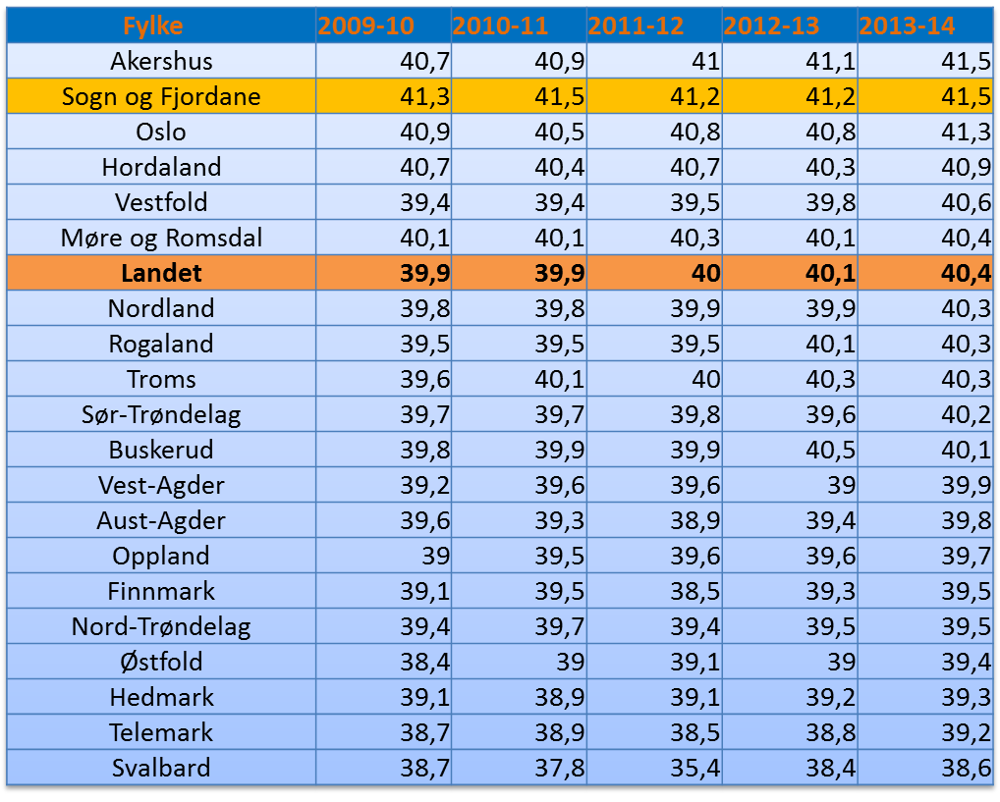 Fylke 2009-10 2010-11 2011-12 2012-13 2013-14
Akershus 40,7 40,9 41 41,1 41,5
Sogn og Fjordane 41,3 41,5 41,2 41,2 41,5
Oslo 40,9 40,5 40,8 40,8 41,3
Hordaland 40,7 40,4 40,7 40,3 40,9
Vestfold 39,4 39,4 39,5 39,8 40,6
Møre og Romsdal 40,1 40,1 40,3 40,1 40,4
Landet 39,9 39,9 40 40,1 40,4
Nordland 39,8 39,8 39,9 39,9 40,3
Rogaland 39,5 39,5 39,5 40,1 40,3
Troms 39,6 40,1 40 40,3 40,3
Sør-Trøndelag 39,7 39,7 39,8 39,6 40,2
Buskerud 39,8 39,9 39,9 40,5 40,1
Vest-Agder 39,2 39,6 39,6 39 39,9
Aust-Agder 39,6 39,3 38,9 39,4 39,8
Oppland 39 39,5 39,6 39,6 39,7
Finnmark 39,1 39,5 38,5 39,3 39,5
Nord-Trøndelag 39,4 39,7 39,4 39,5 39,5
Østfold 38,4 39 39,1 39 39,4
Hedmark 39,1 38,9 39,1 39,2 39,3
Telemark 38,7 38,9 38,5 38,8 39,2
Svalbard 38,7 37,8 35,4 38,4 38,6